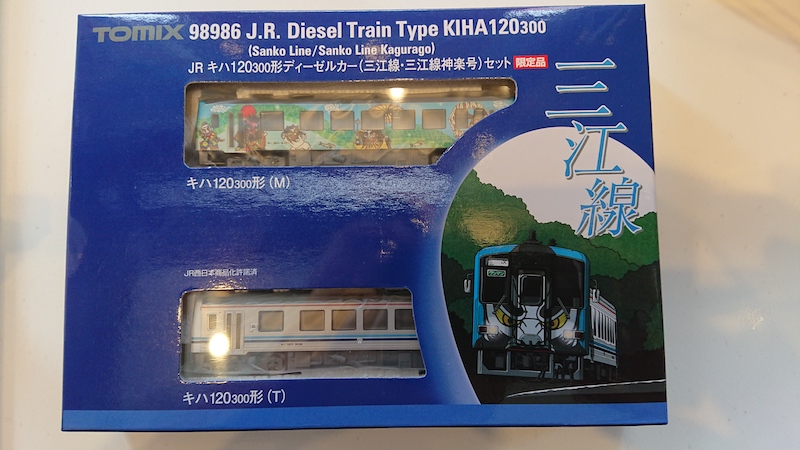 TOMIX 98986 J.R. Diesel Train Type KIHA120300
(Sanko Line/Sanko Line Kagurago)
JR キハ120300形ディーゼルカー(三江線・三江線神楽号)セット 限定品
三江線
キハ120300形 (M)
JR西日本商品化許諾済
キハ120300形 (T)